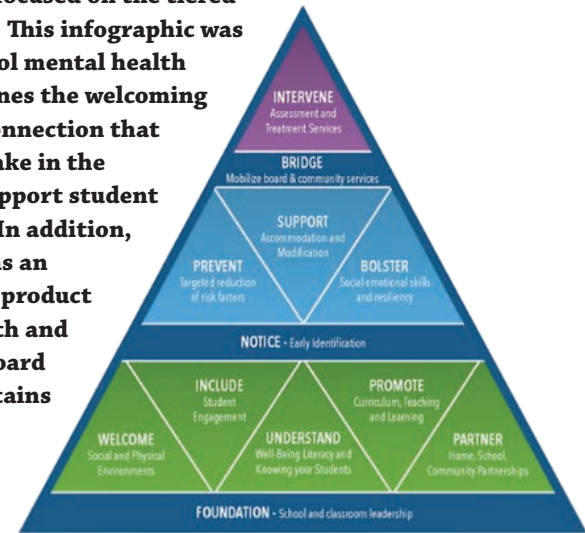 focused on the tiered
This infographic was
ol mental health
nes the welcoming
onnection that
ake in the
pport student
In addition,
as an
product
th and
oard
tains
INTERVENE
Assessment and
Treatment Services
BRIDGE
Mobilize board & community services
SUPPORT
Accommodation and
Modification
PREVENT
Targeted reduction
of risk factors
BOLSTER
Social emotional skills
and resiliency
NOTICE - Early Identification
INCLUDE
Student
Engagement
PROMOTE
Curriculum, Teaching
and Learning
WELCOME
Social and Physical
Environments
UNDERSTAND
Well-Being Literacy and
Knowing your Students
PARTNER
Home, School,
Community Partnerships
FOUNDATION - School and classroom leadership